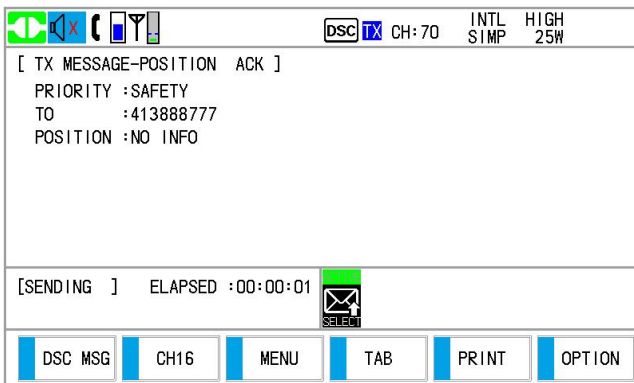 DSC TX CH:70 INTL HIGH
SIMP 25W
[ TX MESSAGE-POSITION ACK ]
PRIORITY :SAFETY
TO :413888777
POSITION :NO INFO
[SENDING ] ELAPSED :00:00:01
SELECT
DSC MSG CH16 MENU TAB PRINT OPTION